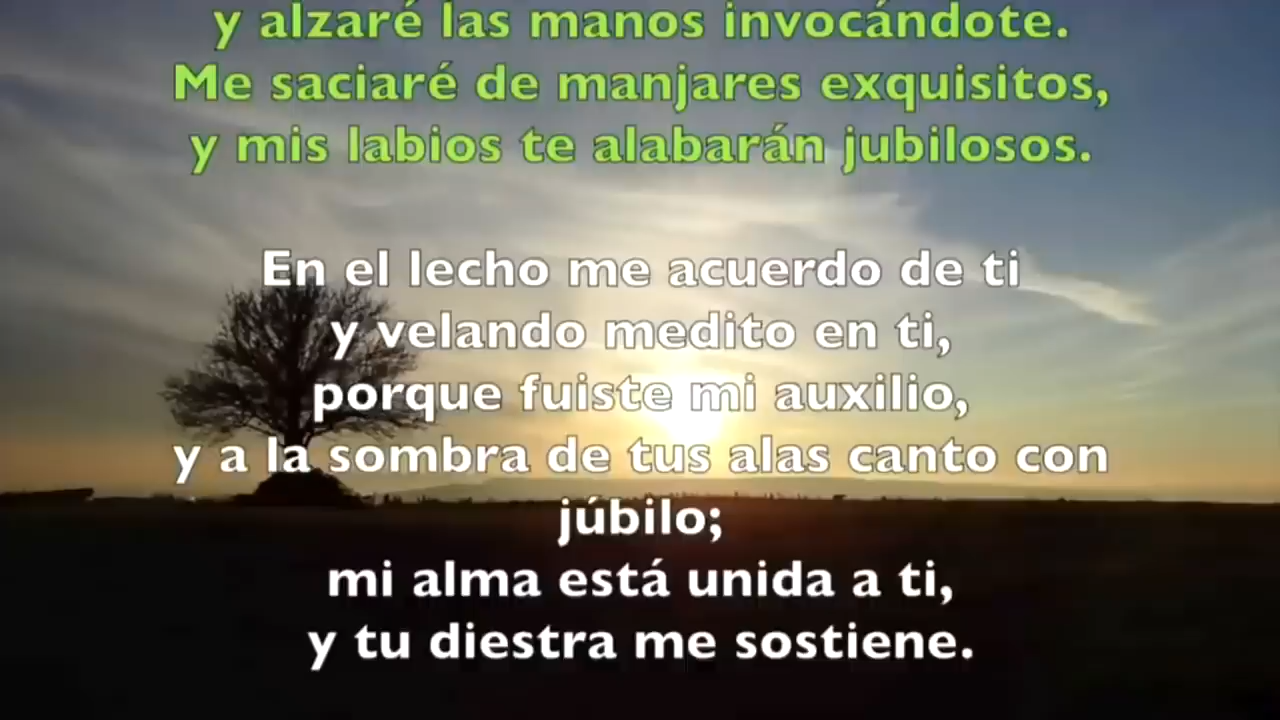 y alzaré las manos invocándote.
Me saciaré de manjares exquisitos,
y mis labios te alabarán jubilosos.
En el lecho me acuerdo de ti
y velando medito en ti,
porque fuiste mi auxilio,
y a la sombra de tus alas canto con
júbilo;
mi alma está unida a ti,
y tu diestra me sostiene.